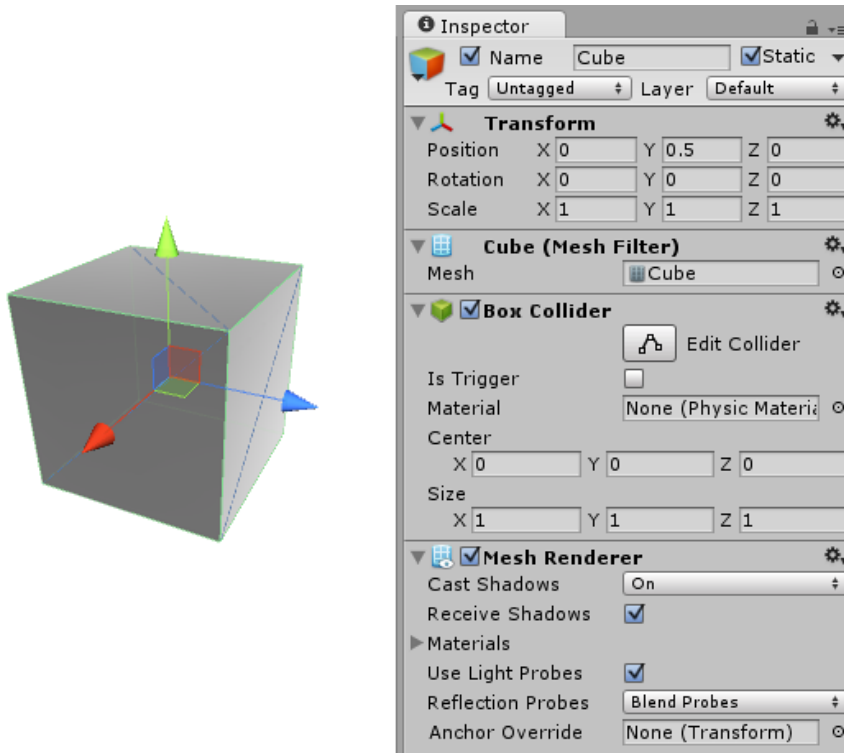 Inspector
Name Cube Static
Tag Untagged Layer Default
Transform
Position X 0 Y 0.5 Z 0
Rotation X 0 Y 0 Z 0
Scale X 1 Y 1 Z 1
Cube (Mesh Filter)
Mesh Cube
Box Collider
Edit Collider
Is Trigger
Material None (Physic Materia
Center
X 0 Y 0 Z 0
Size
X 1 Y 1 Z 1
Mesh Renderer
Cast Shadows On
Receive Shadows
Materials
Use Light Probes
Reflection Probes Blend Probes
Anchor Override None (Transform)